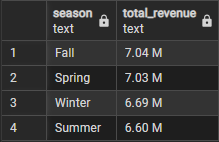 season total_revenue
text text
1 Fall 7.04 M
2 Spring 7.03 M
3 Winter 6.69 M
4 Summer 6.60 M